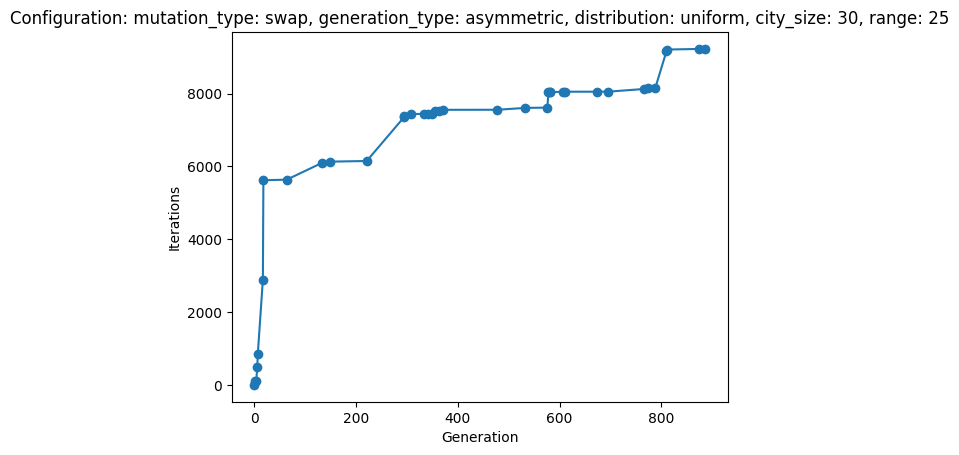 Configuration: mutation_type: swap, generation_type: asymmetric, distribution: uniform, city_size: 30, range: 25
8000
6000
4000
2000
0
Iterations
0 200 400 600 800
Generation